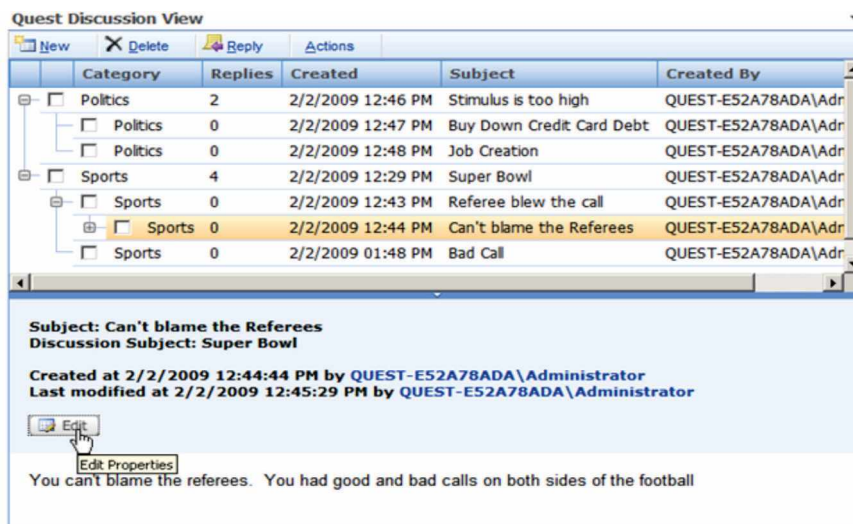 Quest Discussion View
New Delete Reply Actions
Category Replies Created Subject Created By
Politics 2 2/2/2009 12:46 PM Stimulus is too high QUEST-E52A78ADA\Adm
Politics 0 2/2/2009 12:47 PM Buy Down Credit Card Debt QUEST-E52A78ADA\Adm
Politics 0 2/2/2009 12:48 PM Job Creation QUEST-E52A78ADA\Adm
Sports 4 2/2/2009 12:29 PM Super Bowl QUEST-E52A78ADA\Adm
Sports 0 2/2/2009 12:43 PM Referee blew the call QUEST-E52A78ADA\Adm
Sports 0 2/2/2009 12:44 PM Can't blame the Referees QUEST-E52A78ADA\Adm
Sports 0 2/2/2009 01:48 PM Bad Call QUEST-E52A78ADA\Adm
Subject: Can't blame the Referees
Discussion Subject: Super Bowl
Created at 2/2/2009 12:44:44 PM by QUEST-E52A78ADA\Administrator
Last modified at 2/2/2009 12:45:29 PM by QUEST-E52A78ADA\Administrator
Edit
Edit Properties
You can't blame the referees. You had good and bad calls on both sides of the football